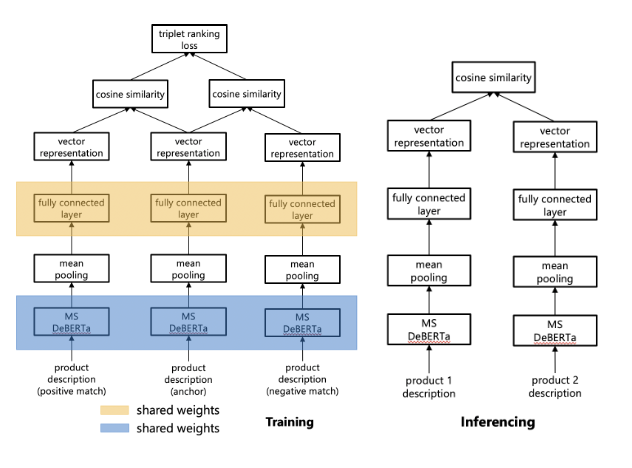 triplet ranking
loss
cosine similarity
cosine similarity
vector
representation
vector
representation
vector
representation
fully connected
layer
fully connected
layer
fully connected
layer
mean
pooling
mean
pooling
mean
pooling
MS
DeBERTa
MS
DeBERTa
MS
DeBERTa
product
description
(positive match)
product
description
(anchor)
product
description
(negative match)
shared weights
shared weights
Training
cosine similarity
vector
representation
vector
representation
fully connected
layer
fully connected
layer
mean
pooling
mean
pooling
MS
DeBERTa
MS
DeBERTa
product 1
description
product 2
description
Inferencing